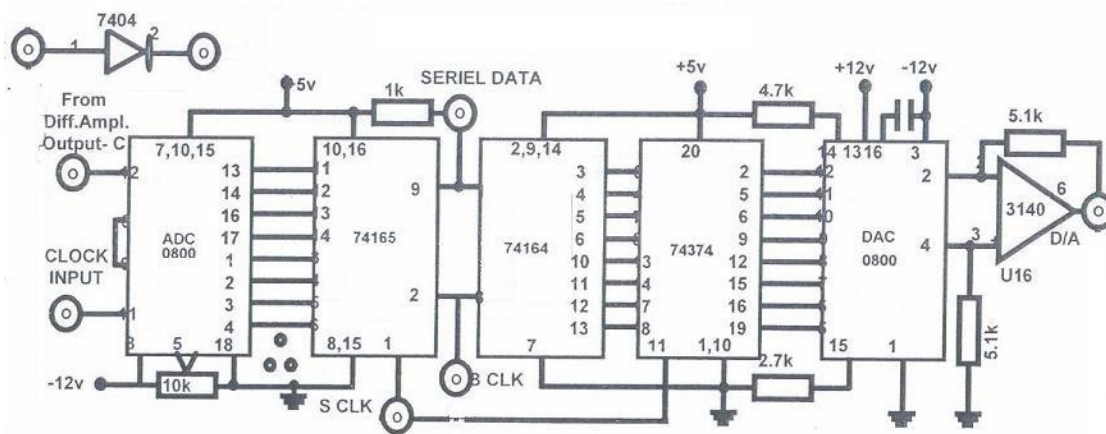 7404
1 2
SERIEL DATA
+5v +12v -12v
+5v
1k
4.7k
5.1k
From
Diff.Ampl.
Output- C
7,10,15
10,16
2,9,14
20
14 13 16 3
12
13 1
14 12
16 13
17 4
1 3
2 4
3 5
4 6
9
2
3
4
5
6
10
11
12
13
3
4
7
8
2
5
6
9
12
15
16
19
12
11
10
2 6
4 3
ADC
0800
74165
74164
74374
DAC
0800
3140
D/A
U16
CLOCK
INPUT
5 18
8,15 1
7
11 1,10
15 1
2.7k
5.1k
-12v
10k
S CLK
B CLK